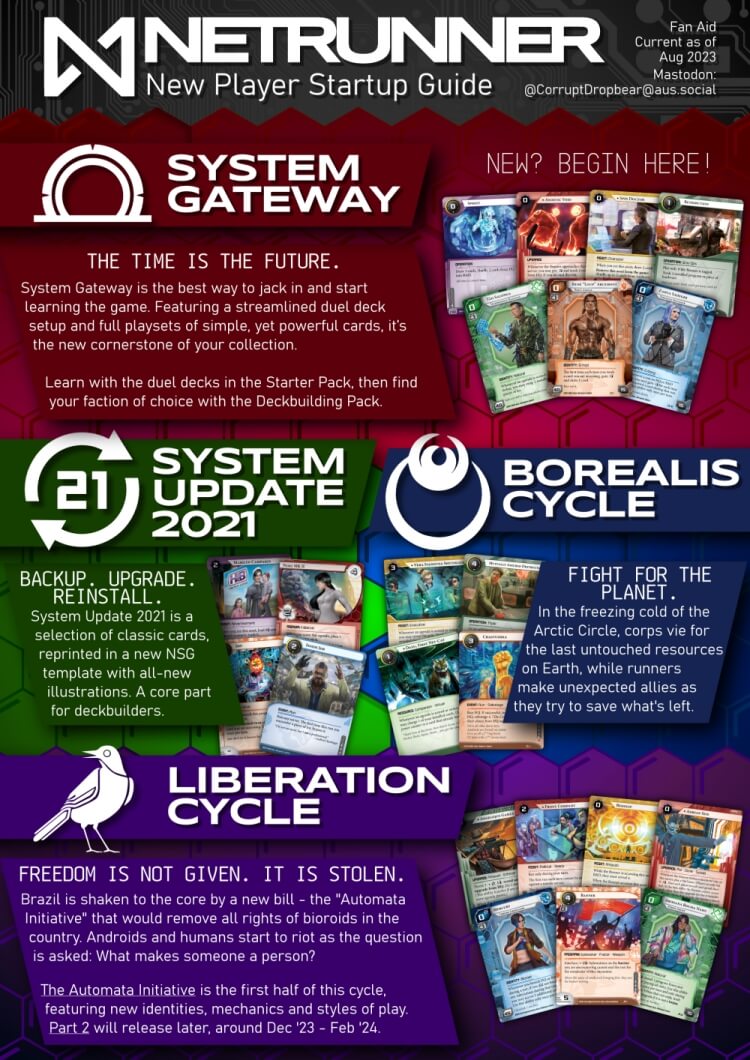 NETRUNNER
New Player Startup Guide
Fan Aid
Current as of
Aug 2023
Mastodon:
@CorruptDropbear@aus.social
SYSTEM
GATEWAY
NEW? BEGIN HERE!
THE TIME IS THE FUTURE.
System Gateway is the best way to jack in and start
learning the game. Featuring a streamlined duel deck
setup and full playsets of simple, yet powerful cards, it's
the new cornerstone of your collection.
Learn with the duel decks in the Starter Pack, then find
your faction of choice with the Deckbuilding Pack.
21
SYSTEM
UPDATE
2021
BACKUP. UPGRADE.
REINSTALL.
System Update 2021 is a
selection of classic cards,
reprinted in a new NSG
template with all-new
illustrations. A core part
for deckbuilders.
BOREALIS
CYCLE
FIGHT FOR THE
PLANET.
In the freezing cold of the
Arctic Circle, corps vie for
the last untouched resources
on Earth, while runners
make unexpected allies as
they try to save what's left.
LIBERATION
CYCLE
FREEDOM IS NOT GIVEN. IT IS STOLEN.
Brazil is shaken to the core by a new bill - the "Automata
Initiative" that would remove all rights of bioroids in the
country. Androids and humans start to riot as the question
is asked: What makes someone a person?
The Automata Initiative is the first half of this cycle,
featuring new identities, mechanics and styles of play.
Part 2 will release later, around Dec '23 - Feb '24.